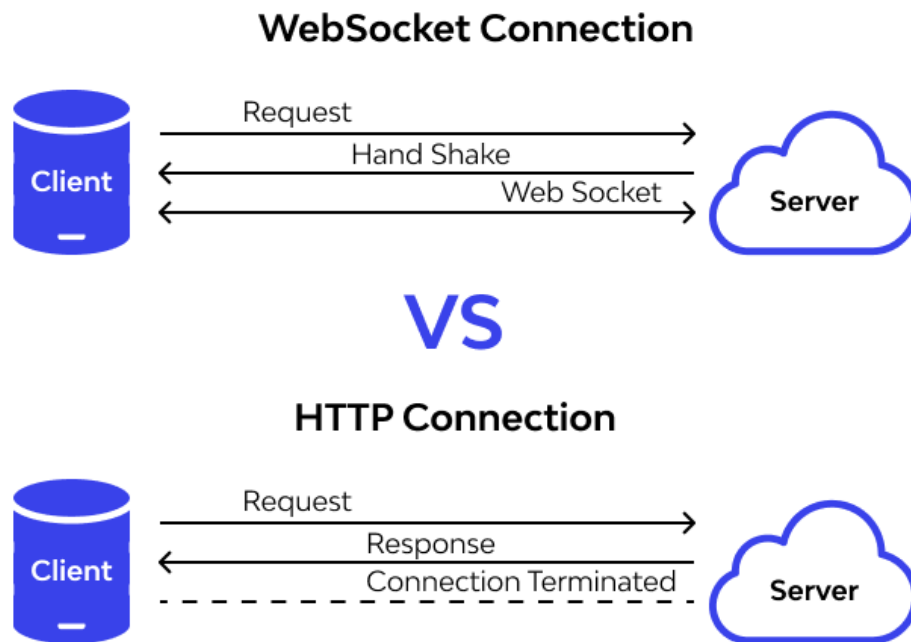 WebSocket Connection
Request
Hand Shake
Client
Web Socket
Server
VS
HTTP Connection
Request
Response
Client
Connection Terminated
Server